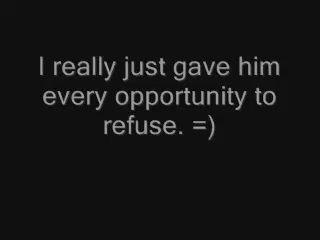 I really just gave him
every opportunity to
refuse. =)